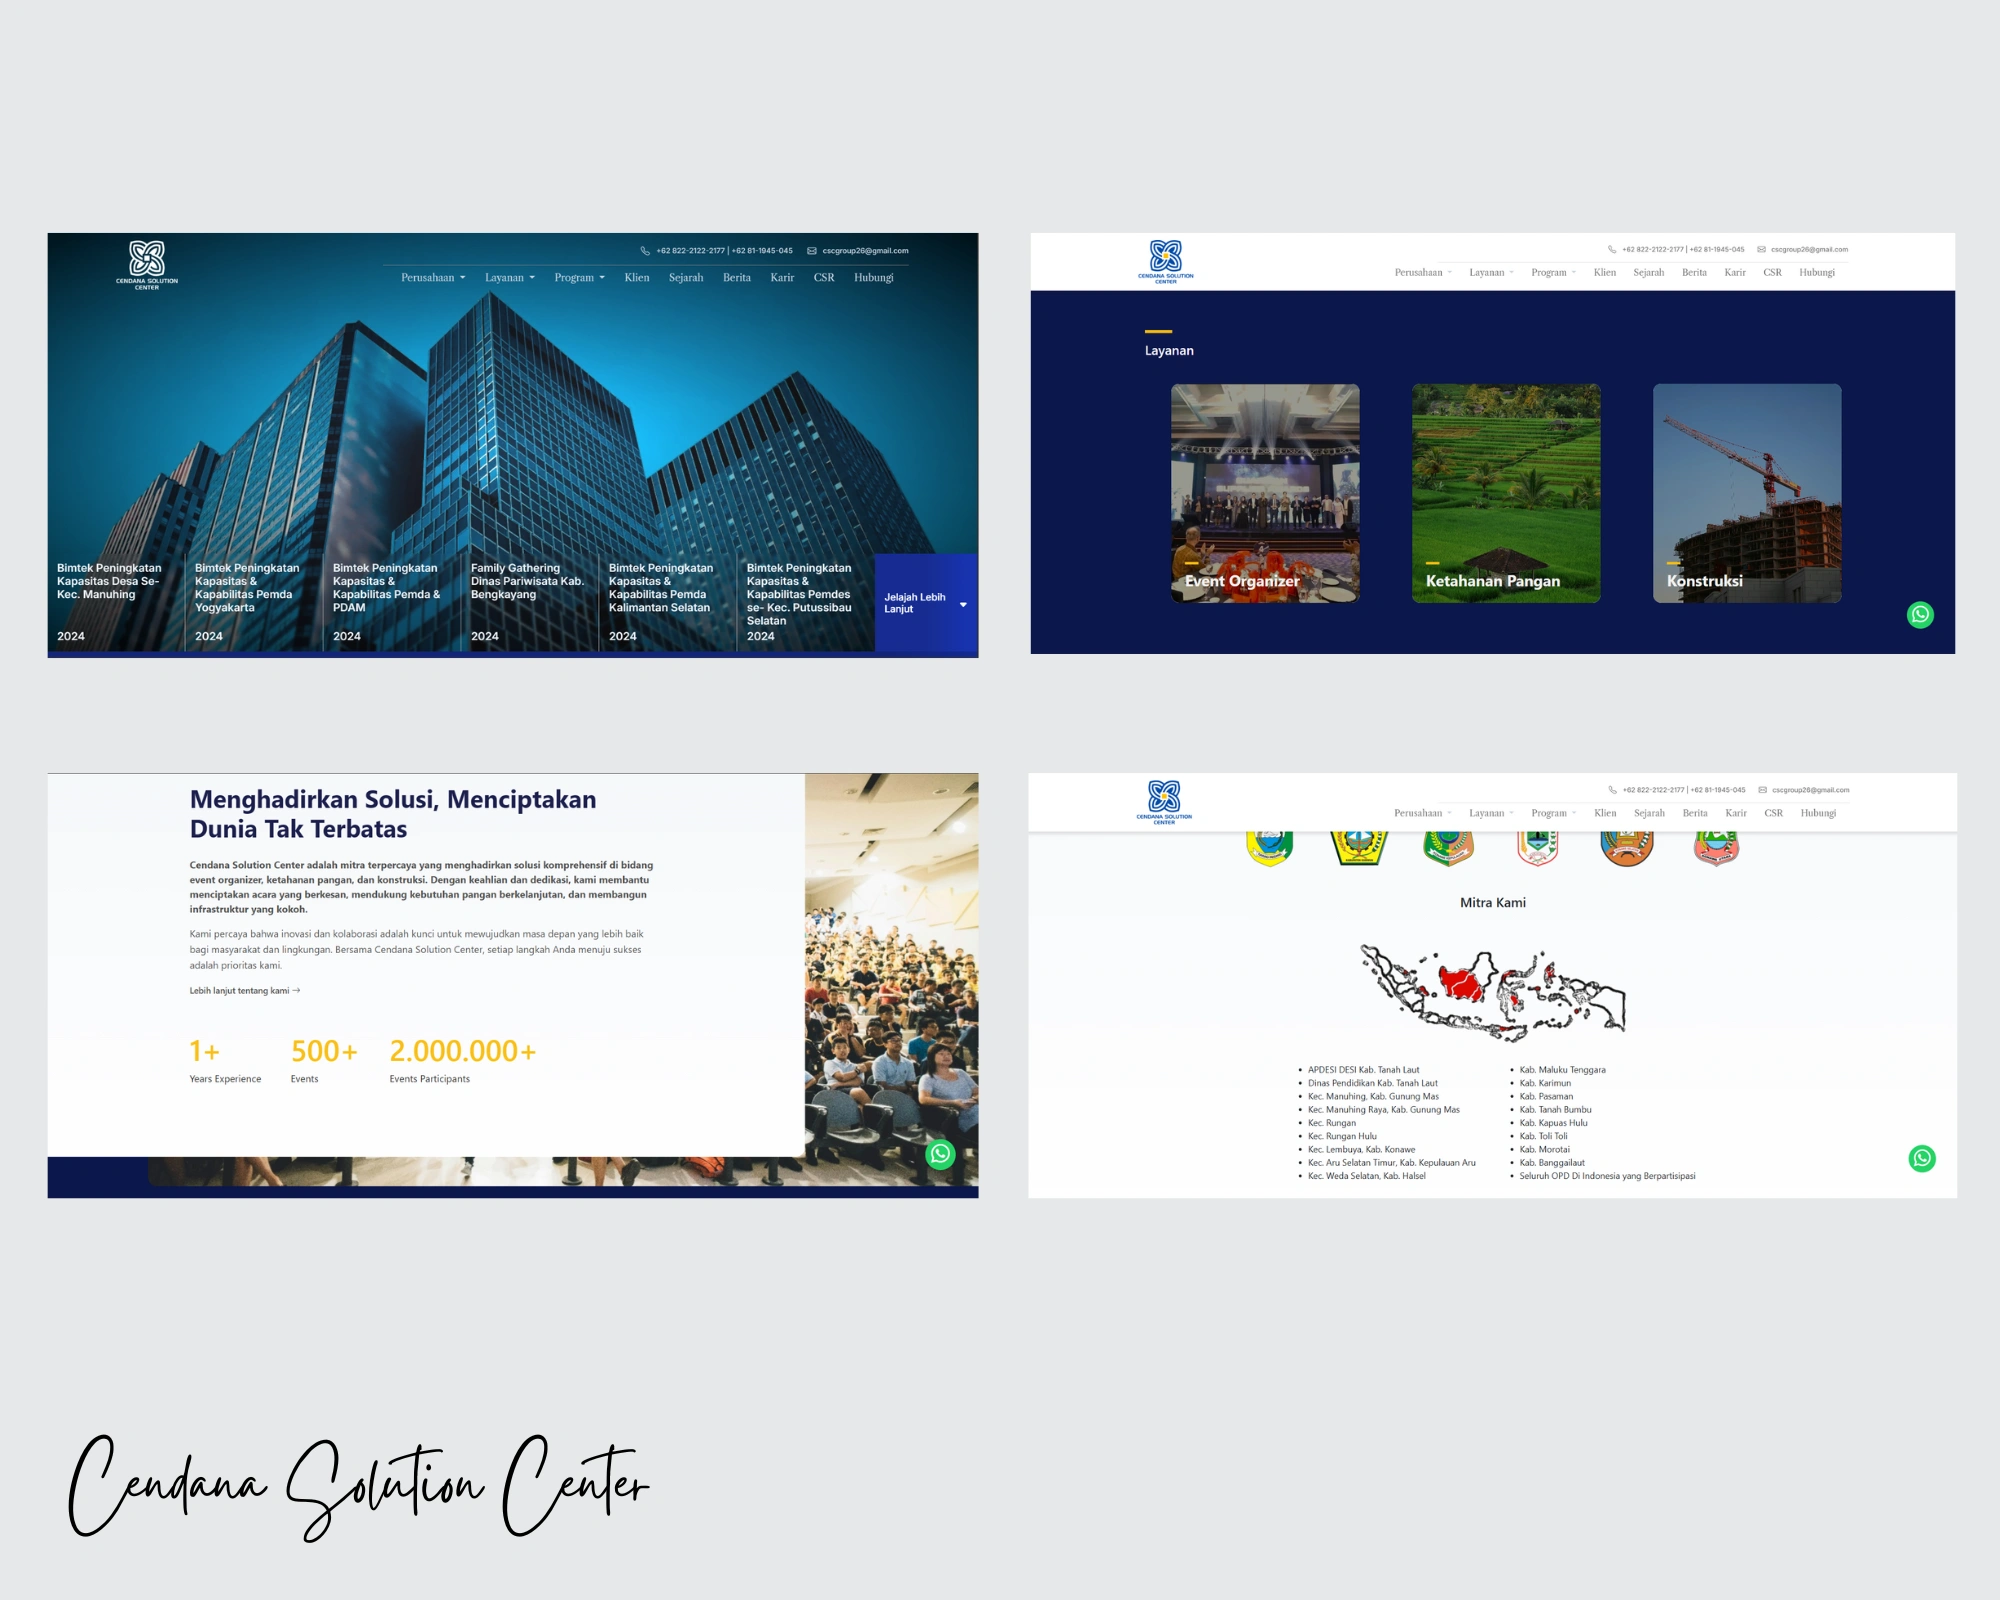 CENDANA SOLUTION
CENTER
+62 822-2122-2177 | +62 81-1945-045
cscgroup26@gmail.com
Perusahaan Layanan Program Klien Sejarah Berita Karir CSR Hubungi
Bimtek Peningkatan
Kapasitas Desa Se-
Kec. Manuhing
2024
Bimtek Peningkatan
Kapasitas &
Kapabilitas Pemda
Yogyakarta
2024
Bimtek Peningkatan
Kapasitas &
Kapabilitas Pemda &
PDAM
2024
Family Gathering
Dinas Pariwisata Kab.
Bengkayang
2024
Bimtek Peningkatan
Kapasitas &
Kapabilitas Pemda
Kalimantan Selatan
2024
Bimtek Peningkatan
Kapasitas &
Kapabilitas Pemdes
se- Kec. Putussibau
Selatan
2024
Jelajah Lebih
Lanjut
CENDANA SOLUTION
CENTER
+62 822-2122-2177 | +62 81-1945-045
cscgroup26@gmail.com
Perusahaan Layanan Program Klien Sejarah Berita Karir CSR Hubungi
Layanan
Event Organizer
Ketahanan Pangan
Konstruksi
Menghadirkan Solusi, Menciptakan
Dunia Tak Terbatas
Cendana Solution Center adalah mitra terpercaya yang menghadirkan solusi komprehensif di bidang
event organizer, ketahanan pangan, dan konstruksi. Dengan keahlian dan dedikasi, kami membantu
menciptakan acara yang berkesan, mendukung kebutuhan pangan berkelanjutan, dan membangun
infrastruktur yang kokoh.
Kami percaya bahwa inovasi dan kolaborasi adalah kunci untuk mewujudkan masa depan yang lebih baik
bagi masyarakat dan lingkungan. Bersama Cendana Solution Center, setiap langkah Anda menuju sukses
adalah prioritas kami.
Lebih lanjut tentang kami →
1+
Years Experience
500+
Events
2.000.000+
Events Participants
CENDANA SOLUTION
CENTER
+62 822-2122-2177 | +62 81-1945-045
cscgroup26@gmail.com
Perusahaan Layanan Program Klien Sejarah Berita Karir CSR Hubungi
Mitra Kami
• APDESI DESI Kab. Tanah Laut
• Dinas Pendidikan Kab. Tanah Laut
• Kec. Manuhing, Kab. Gunung Mas
• Kec. Manuhing Raya, Kab. Gunung Mas
• Kec. Rungan
• Kec. Rungan Hulu
• Kec. Lembuya, Kab. Konawe
• Kec. Aru Selatan Timur, Kab. Kepulauan Aru
• Kec. Weda Selatan, Kab. Halsel
• Kab. Maluku Tenggara
• Kab. Karimun
• Kab. Pasaman
• Kab. Tanah Bumbu
• Kab. Kapuas Hulu
• Kab. Toli Toli
• Kab. Morotai
• Kab. Banggailaut
• Seluruh OPD Di Indonesia yang Berpartisipasi
Cendana Solution Center